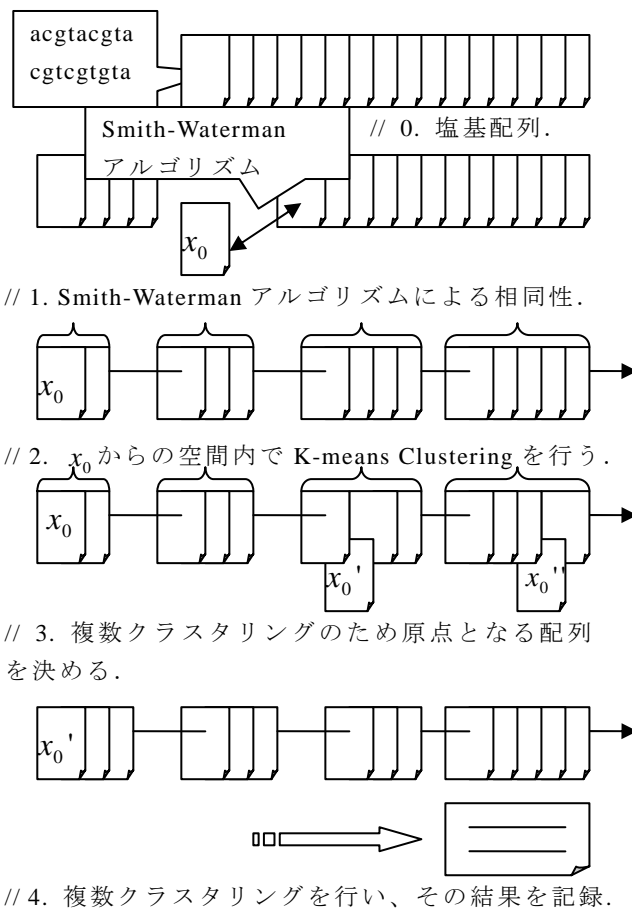 acgtacgta
cgtcgtgta
Smith-Waterman
アルゴリズム
// 0. 塩基配列.
x₀
// 1. Smith-Waterman アルゴリズムによる相同性.
x₀
// 2. x₀からの空間内で K-means Clustering を行う.
x₀
x₀'
x₀''
// 3. 複数クラスタリングのため原点となる配列
を決める.
x₀'
// 4. 複数クラスタリングを行い、その結果を記録.